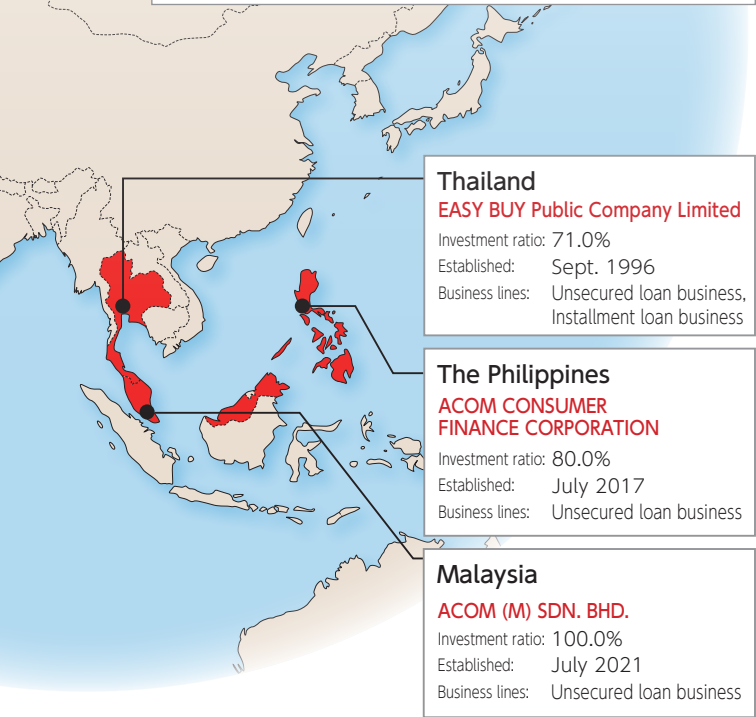 Thailand
EASY BUY Public Company Limited
Investment ratio: 71.0%
Established: Sept. 1996
Business lines: Unsecured loan business,
Installment loan business
The Philippines
ACOM CONSUMER
FINANCE CORPORATION
Investment ratio: 80.0%
Established: July 2017
Business lines: Unsecured loan business
Malaysia
ACOM (M) SDN. BHD.
Investment ratio: 100.0%
Established: July 2021
Business lines: Unsecured loan business